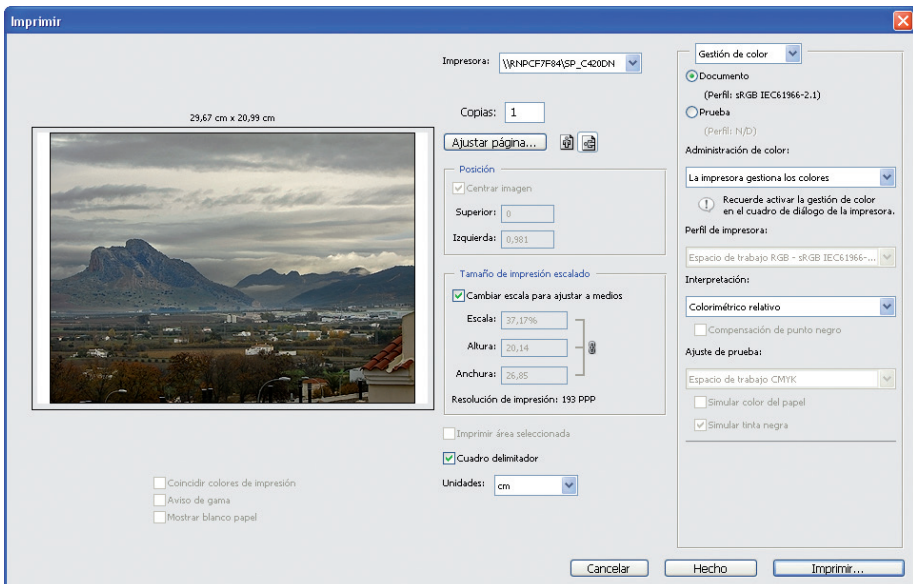 Imprimir
29,67 cm x 20,99 cm
Coincidir colores de impresión
Aviso de gama
Mostrar blanco papel
Impresora: \\RNPCF7F84\SP_C420DN
Copias: 1
Ajustar página...
Posición
Centrar imagen
Superior: 0
Izquierda: 0,981
Tamaño de impresión escalado
Cambiar escala para ajustar a medios
Escala: 37,17%
Altura: 20,14
Anchura: 26,85
Resolución de impresión: 193 PPP
Imprimir área seleccionada
Cuadro delimitador
Unidades: cm
Gestión de color
Documento
(Perfil: sRGB IEC61966-2.1)
Prueba
(Perfil: N/D)
Administración de color:
La impresora gestiona los colores
Recuerde activar la gestión de color
en el cuadro de diálogo de la impresora.
Perfil de impresora:
Espacio de trabajo RGB - sRGB IEC61966-...
Interpretación:
Colorimétrico relativo
Compensación de punto negro
Ajuste de prueba:
Espacio de trabajo CMYK
Simular color del papel
Simular tinta negra
Cancelar
Hecho
Imprimir...